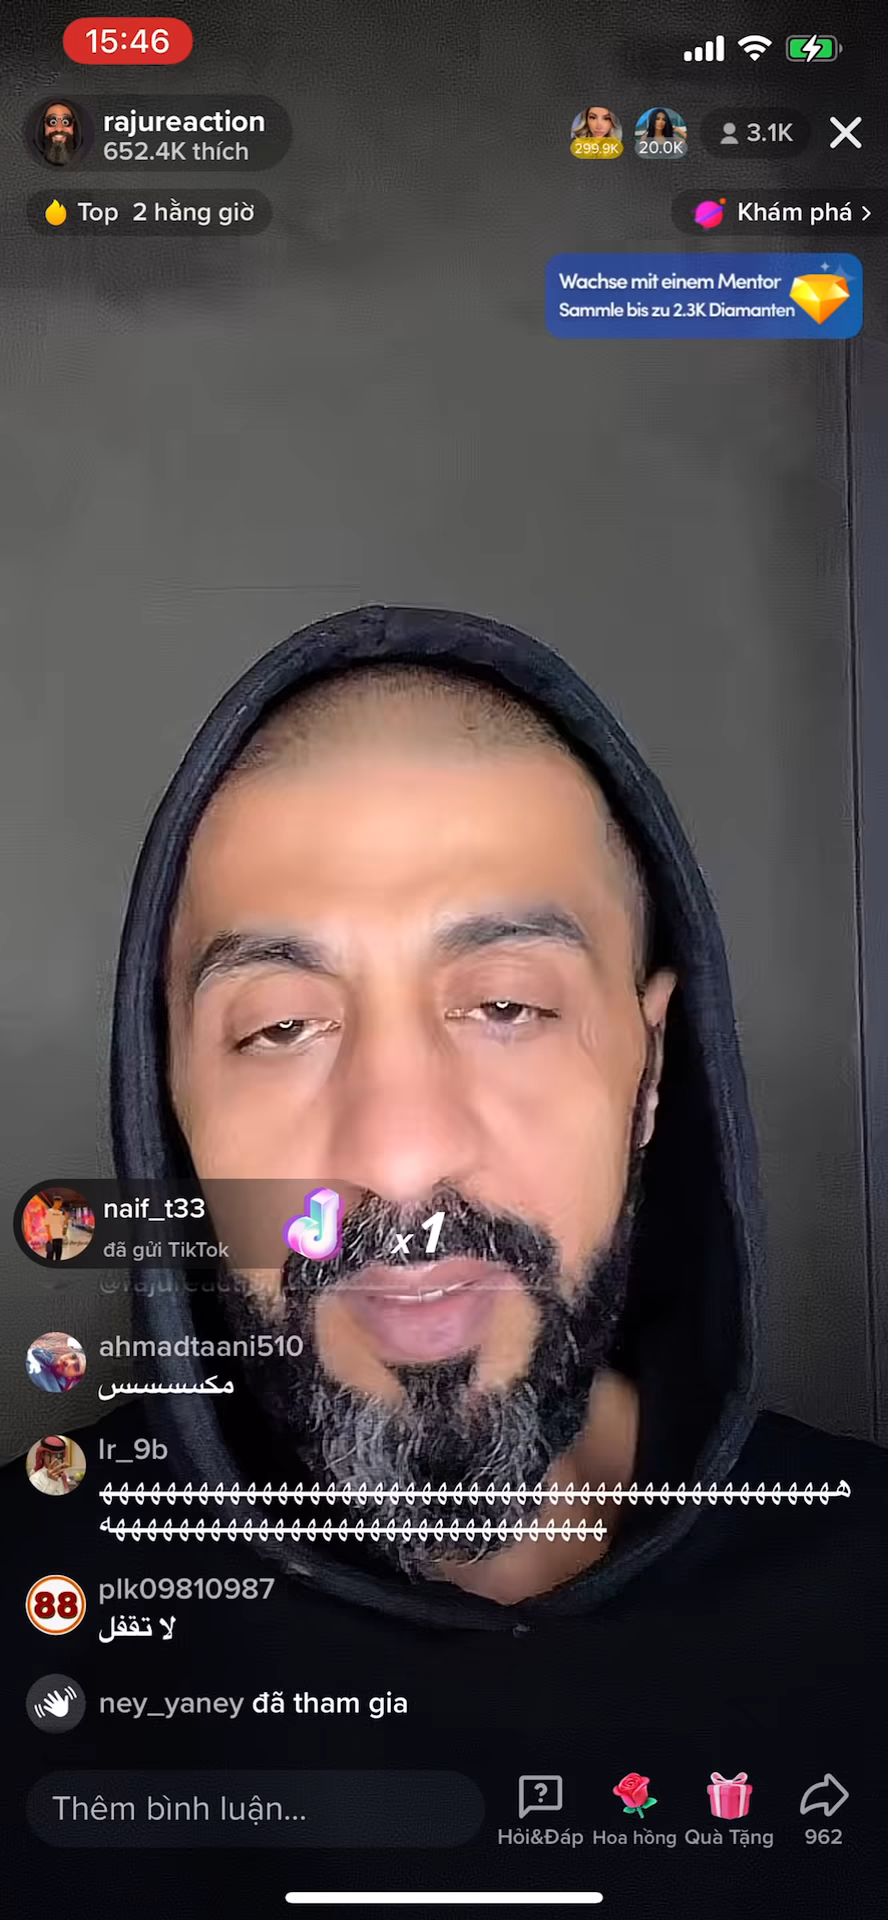 15:46
rajureaction
652.4K thích
299.9K
20.0K
3.1K
Top 2 hằng giờ
Khám phá
Wachse mit einem Mentor
Sammle bis zu 2.3K Diamanten
naif_t33
đã gửi TikTok
x1
ahmadtaani510
مكسسسسس
lr_9b
plk09810987
88
لا تقفل
ney_yaney đã tham gia
Thêm bình luận...
Hỏi&Đáp
Hoa hồng
Quà Tặng
962